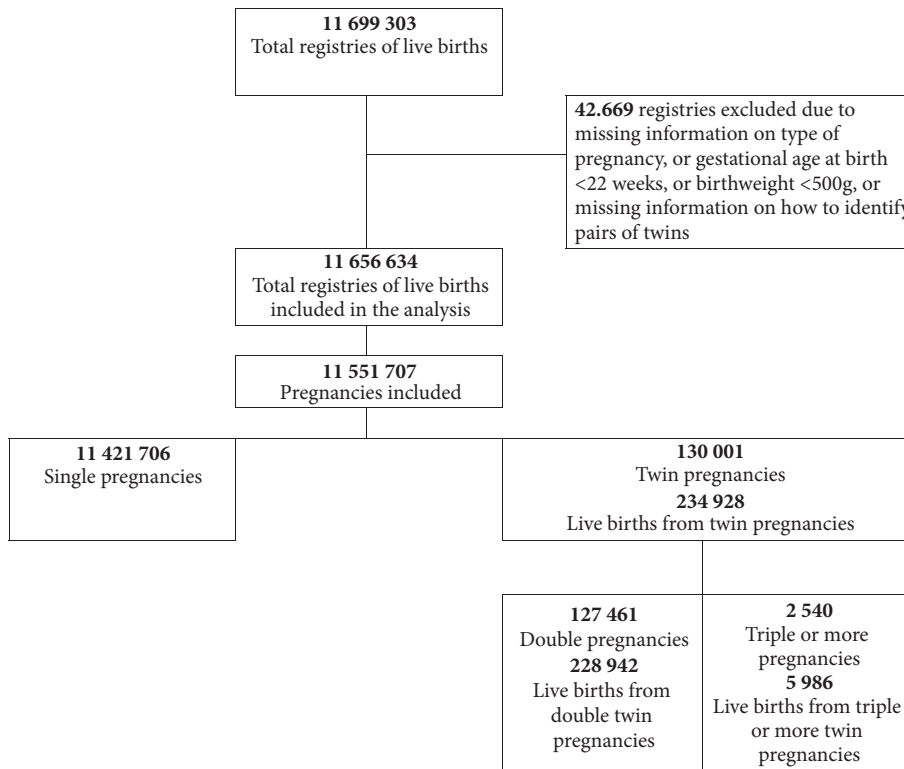 11 699 303
Total registries of live births
42.669 registries excluded due to
missing information on type of
pregnancy, or gestational age at birth
<22 weeks, or birthweight <500g, or
missing information on how to identify
pairs of twins
11 656 634
Total registries of live births
included in the analysis
11 551 707
Pregnancies included
11 421 706
Single pregnancies
130 001
Twin pregnancies
234 928
Live births from twin pregnancies
127 461
Double pregnancies
228 942
Live births from
double twin
pregnancies
2 540
Triple or more
pregnancies
5 986
Live births from triple
or more twin
pregnancies